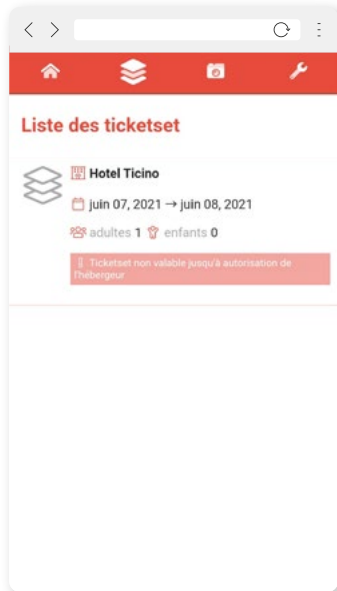 Liste des ticketset
Hotel Ticino
juin 07, 2021 → juin 08, 2021
adultes 1 enfants 0
Ticketset non valable jusqu'à autorisation de
l'hébergeur